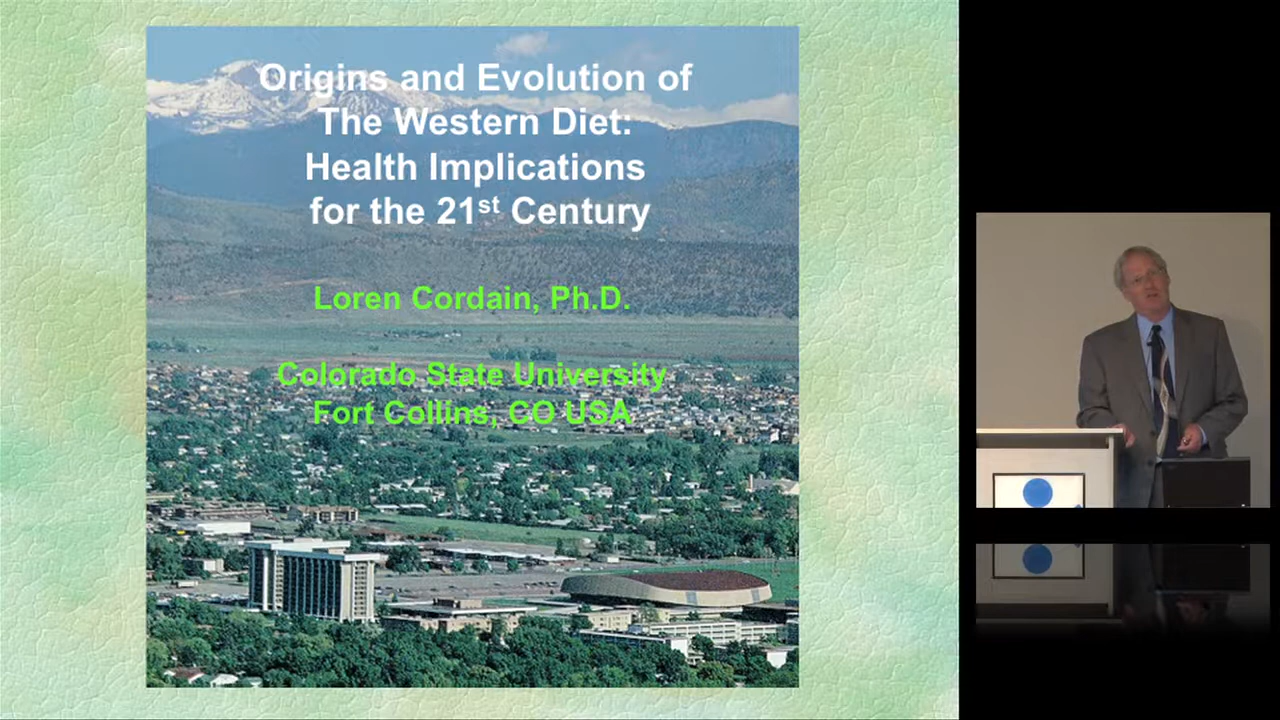 Origins and Evolution of
The Western Diet:
Health Implications
for the 21st Century
Loren Cordain, Ph.D.
Colorado State University
Fort Collins, CO USA